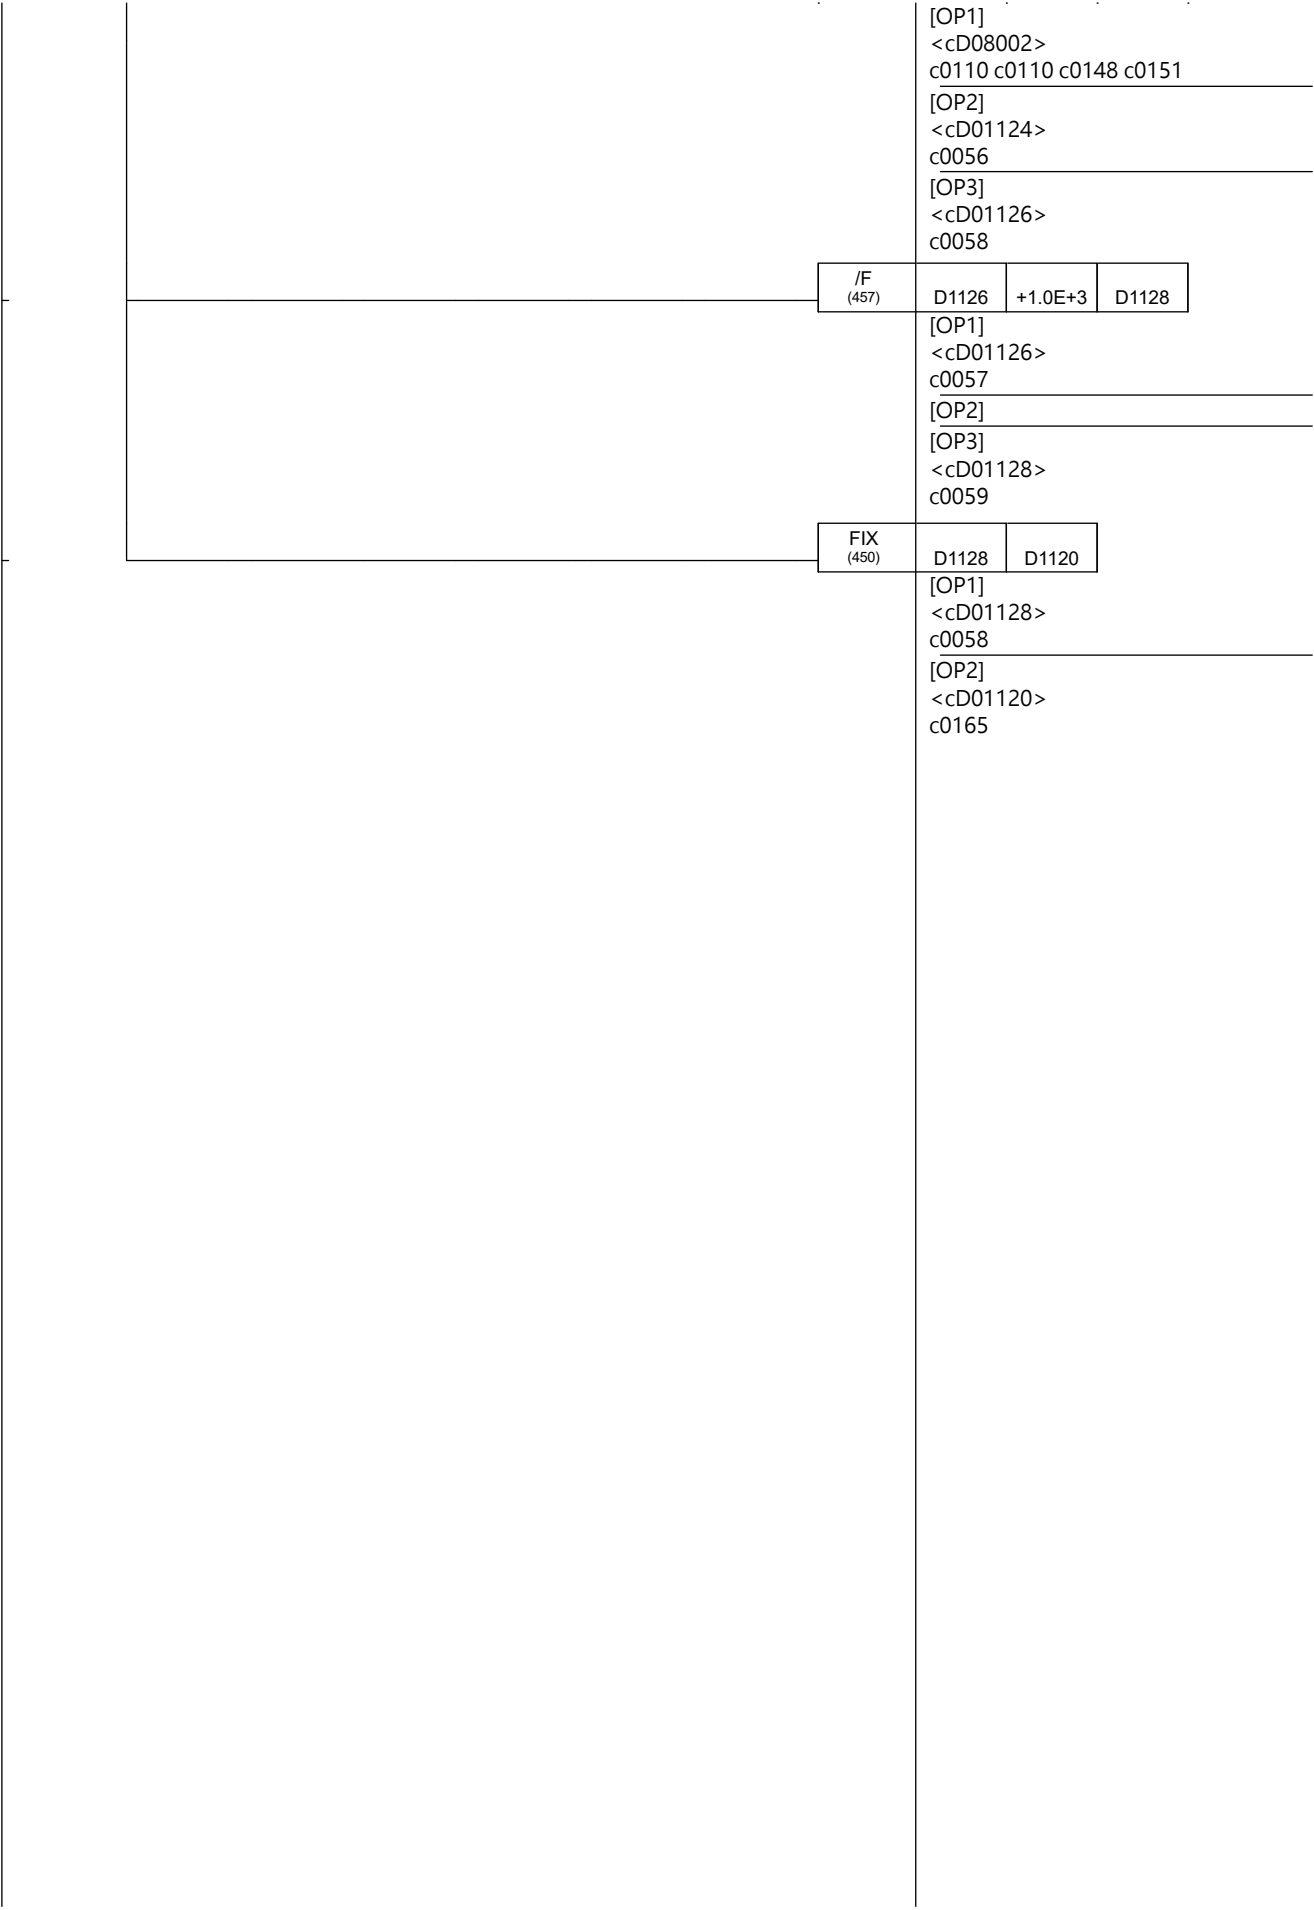 [OP1]
<cD08002>
c0110 c0110 c0148 c0151
[OP2]
<cD01124>
c0056
[OP3]
<cD01126>
c0058
/F
(457)
D1126 +1.0E+3 D1128
[OP1]
<cD01126>
c0057
[OP2]
[OP3]
<cD01128>
c0059
FIX
(450)
D1128 D1120
[OP1]
<cD01128>
c0058
[OP2]
<cD01120>
c0165